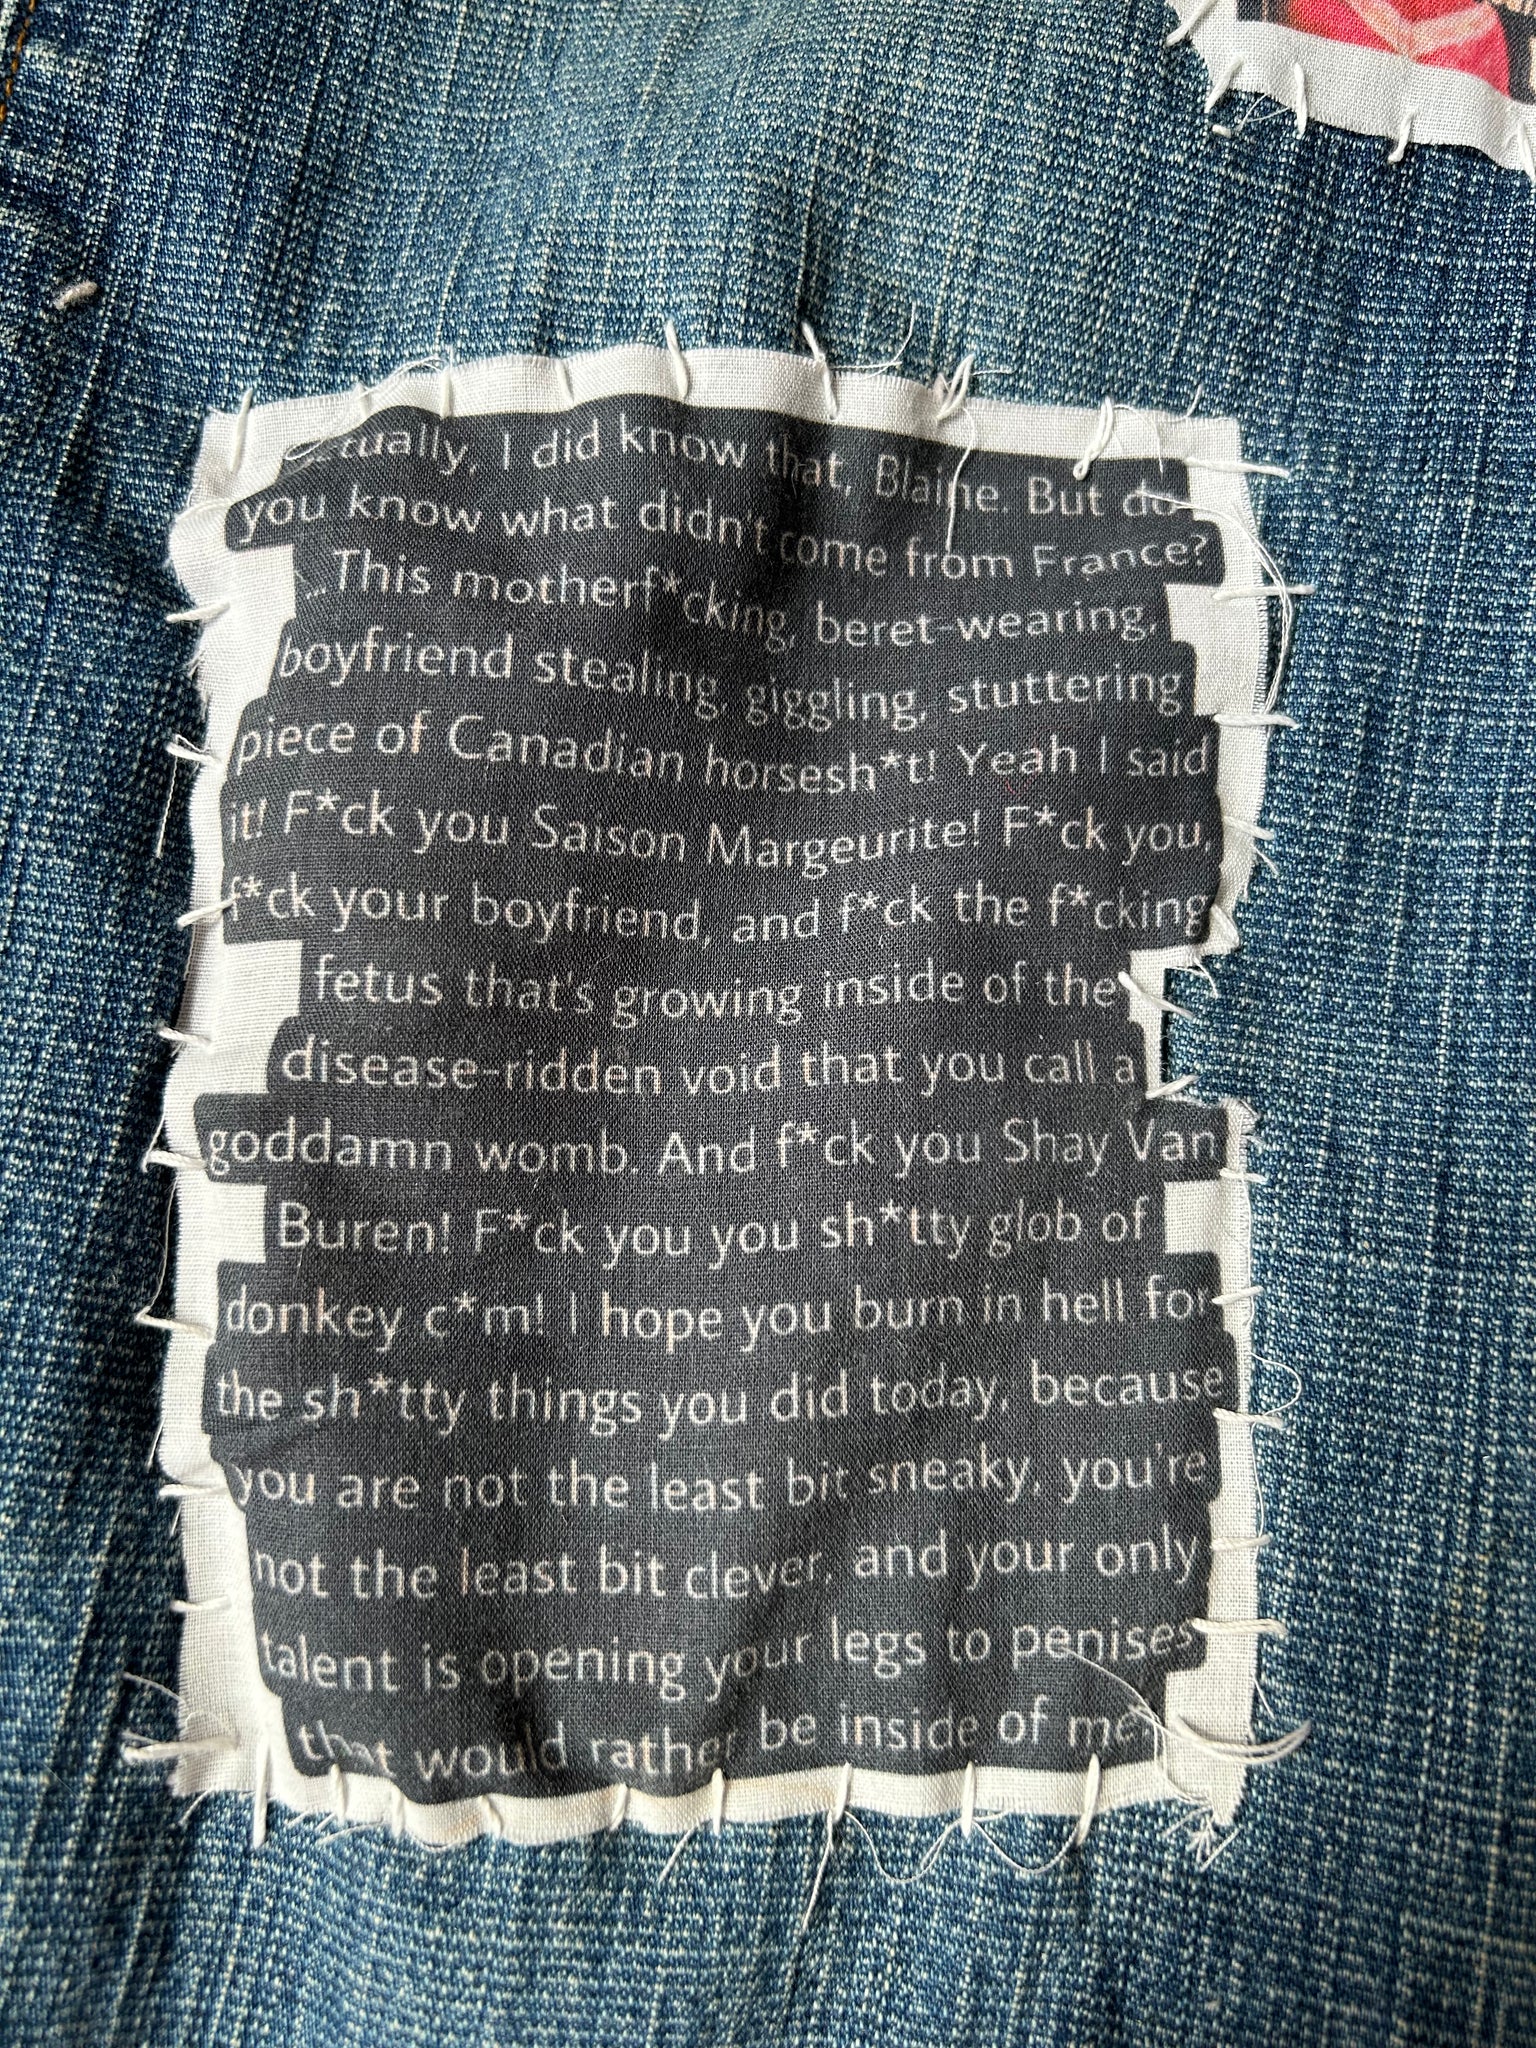 tually, I did know that, Blaine. But do
you know what didn't come from France?
...This motherf*cking, beret-wearing,
boyfriend stealing, giggling, stuttering
piece of Canadian horsesh*t! Yeah I said
it! F*ck you Saison Margeurite! F*ck you,
f*ck your boyfriend, and f*ck the f*cking
fetus that's growing inside of the
disease-ridden void that you call a
goddamn womb. And f*ck you Shay Van
Buren! F*ck you you sh*tty glob of
donkey c*m! I hope you burn in hell for
the sh*tty things you did today, because
you are not the least bit sneaky, you're
not the least bit clever, and your only
talent is opening your legs to penises
that would rather be inside of me.